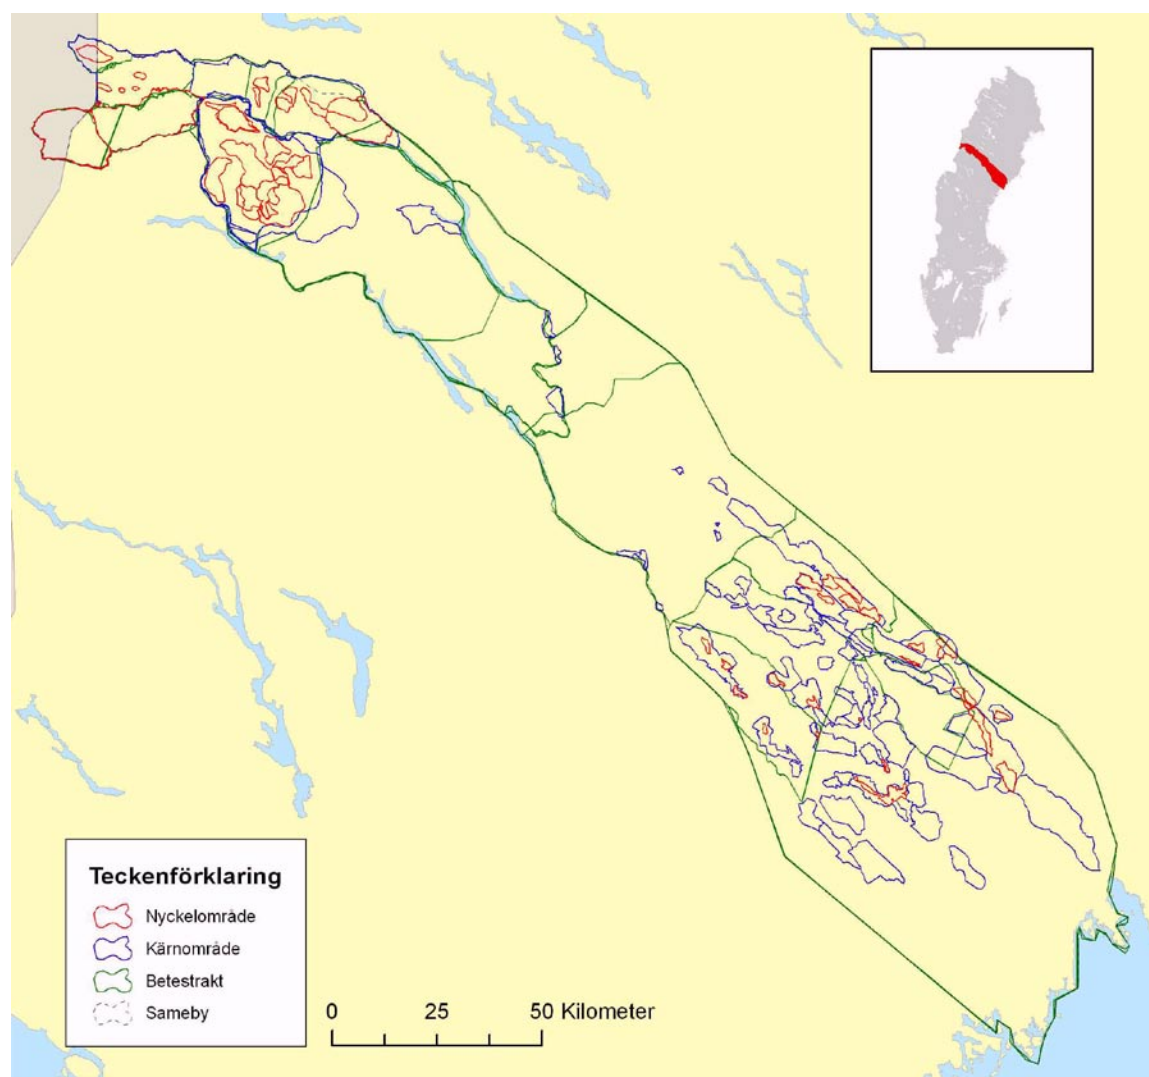 Teckenförklaring
Nyckelområde
Kärnområde
Betestrakt
Sameby
0 25 50 Kilometer